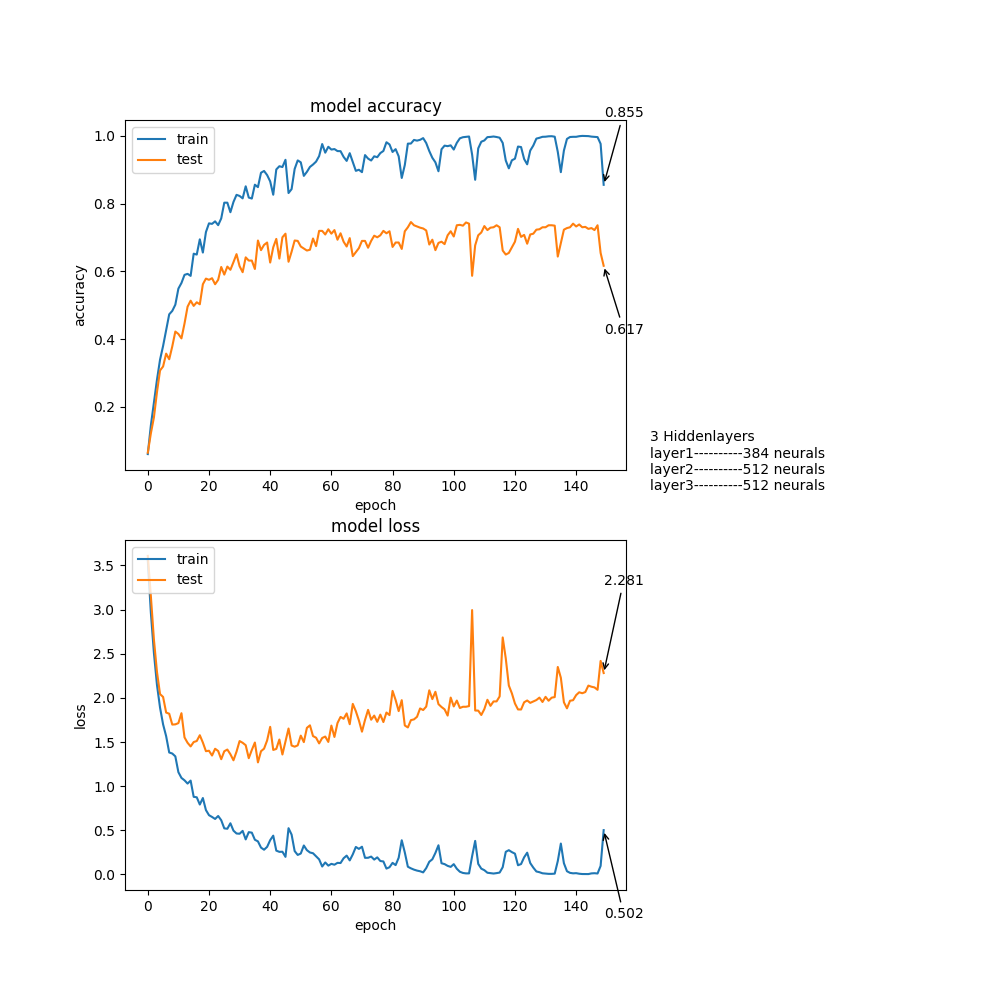 model accuracy
0.855
train
test
1.0
0.8
0.6
0.4
0.2
accuracy
0.617
0 20 40 60 80 100 120 140
epoch
3 Hiddenlayers
layer1----------384 neurals
layer2----------512 neurals
layer3----------512 neurals
model loss
train
test
2.281
3.5
3.0
2.5
2.0
1.5
1.0
0.5
0.0
loss
0.502
0 20 40 60 80 100 120 140
epoch